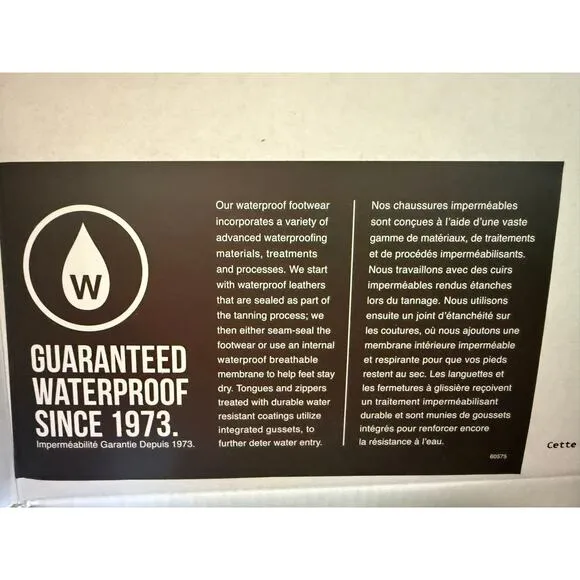 W
GUARANTEED
WATERPROOF
SINCE 1973.
Imperméabilité Garantie Depuis 1973.
Our waterproof footwear
incorporates a variety of
advanced waterproofing
materials, treatments
and processes. We start
with waterproof leathers
that are sealed as part of
the tanning process; we
then either seam-seal the
footwear or use an internal
waterproof breathable
membrane to help feet stay
dry. Tongues and zippers
treated with durable water
resistant coatings utilize
integrated gussets, to
further deter water entry.
Nos chaussures imperméables
sont conçues à l'aide d'une vaste
gamme de matériaux, de traitements
et de procédés imperméabilisants.
Nous travaillons avec des cuirs
imperméables rendus étanches
lors du tannage. Nous utilisons
ensuite un joint d'étanchéité sur
les coutures, où nous ajoutons une
membrane intérieure imperméable
et respirante pour que vos pieds
restent au sec. Les languettes et
les fermetures à glissière reçoivent
un traitement imperméabilisant
durable et sont munies de goussets
intégrés pour renforcer encore
la résistance à l'eau.
60575
Cette